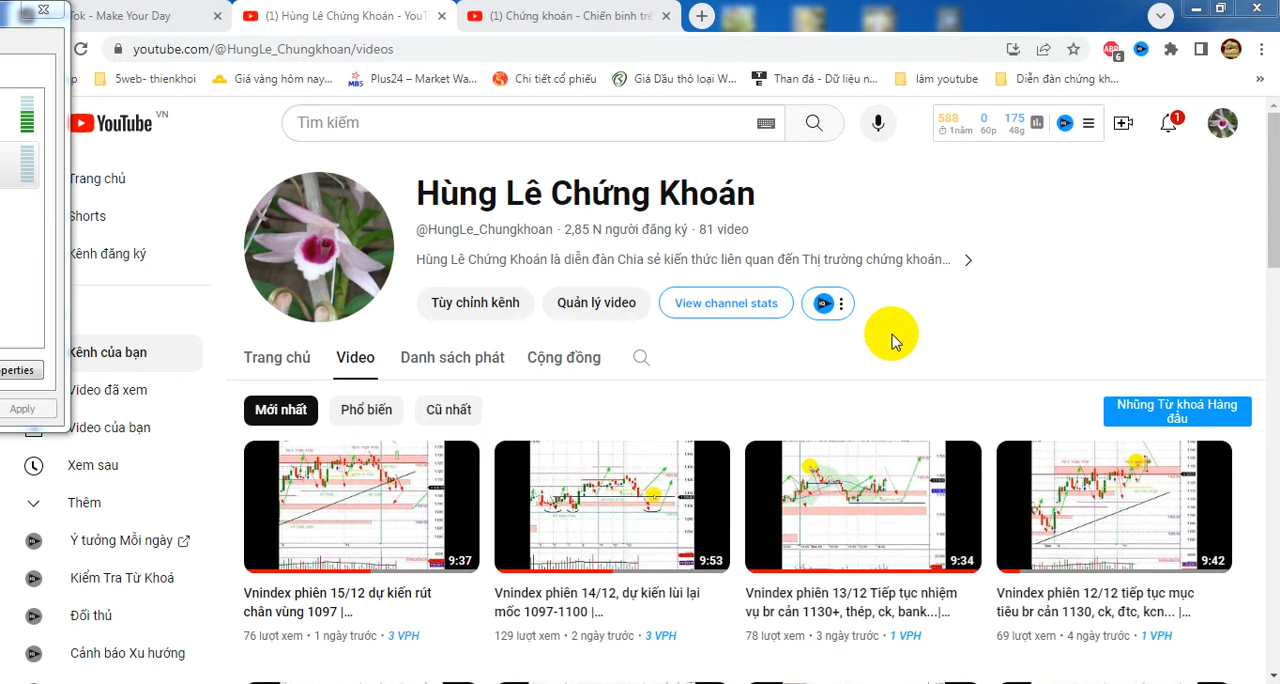 Tok - Make Your Day
(1) Hùng Lê Chứng Khoán - YouT
(1) Chứng khoán - Chiến binh trê
youtube.com/@HungLe_Chungkhoan/videos
6
p
5web- thienkhoi
Giá vàng hôm nay...
MBS
Plus24 – Market Wa...
Chi tiết cổ phiếu
Giá Dầu thô loại W...
Than đá - Dữ liệu n...
làm youtube
Diễn đàn chứng kh...
»
YouTube VN
Tìm kiếm
588 0 175
1năm 60p 48g
1
Trang chủ
Shorts
Kênh đăng ký
Kênh của bạn
Video đã xem
Video của bạn
Xem sau
Thêm
Ý tưởng Mỗi ngày
Kiểm Tra Từ Khoá
Đối thủ
Cảnh báo Xu hướng
operties
Apply
Hùng Lê Chứng Khoán
@HungLe_Chungkhoan · 2,85 N người đăng ký · 81 video
Hùng Lê Chứng Khoán là diễn đàn Chia sẻ kiến thức liên quan đến Thị trường chứng khoán...
Tùy chỉnh kênh
Quản lý video
View channel stats
Trang chủ
Video
Danh sách phát
Cộng đồng
Mới nhất
Phổ biến
Cũ nhất
Những Từ khoá Hàng
đầu
9:37
Vnindex phiên 15/12 dự kiến rút
chân vùng 1097 |...
76 lượt xem · 1 ngày trước · 3 VPH
9:53
Vnindex phiên 14/12, dự kiến lùi lại
mốc 1097-1100 |...
129 lượt xem · 2 ngày trước · 3 VPH
9:34
Vnindex phiên 13/12 Tiếp tục nhiệm
vụ br cản 1130+, thép, ck, bank...|...
78 lượt xem · 3 ngày trước · 1 VPH
9:42
Vnindex phiên 12/12 tiếp tục mục
tiêu br cản 1130, ck, đtc, kcn... |...
69 lượt xem · 4 ngày trước · 1 VPH